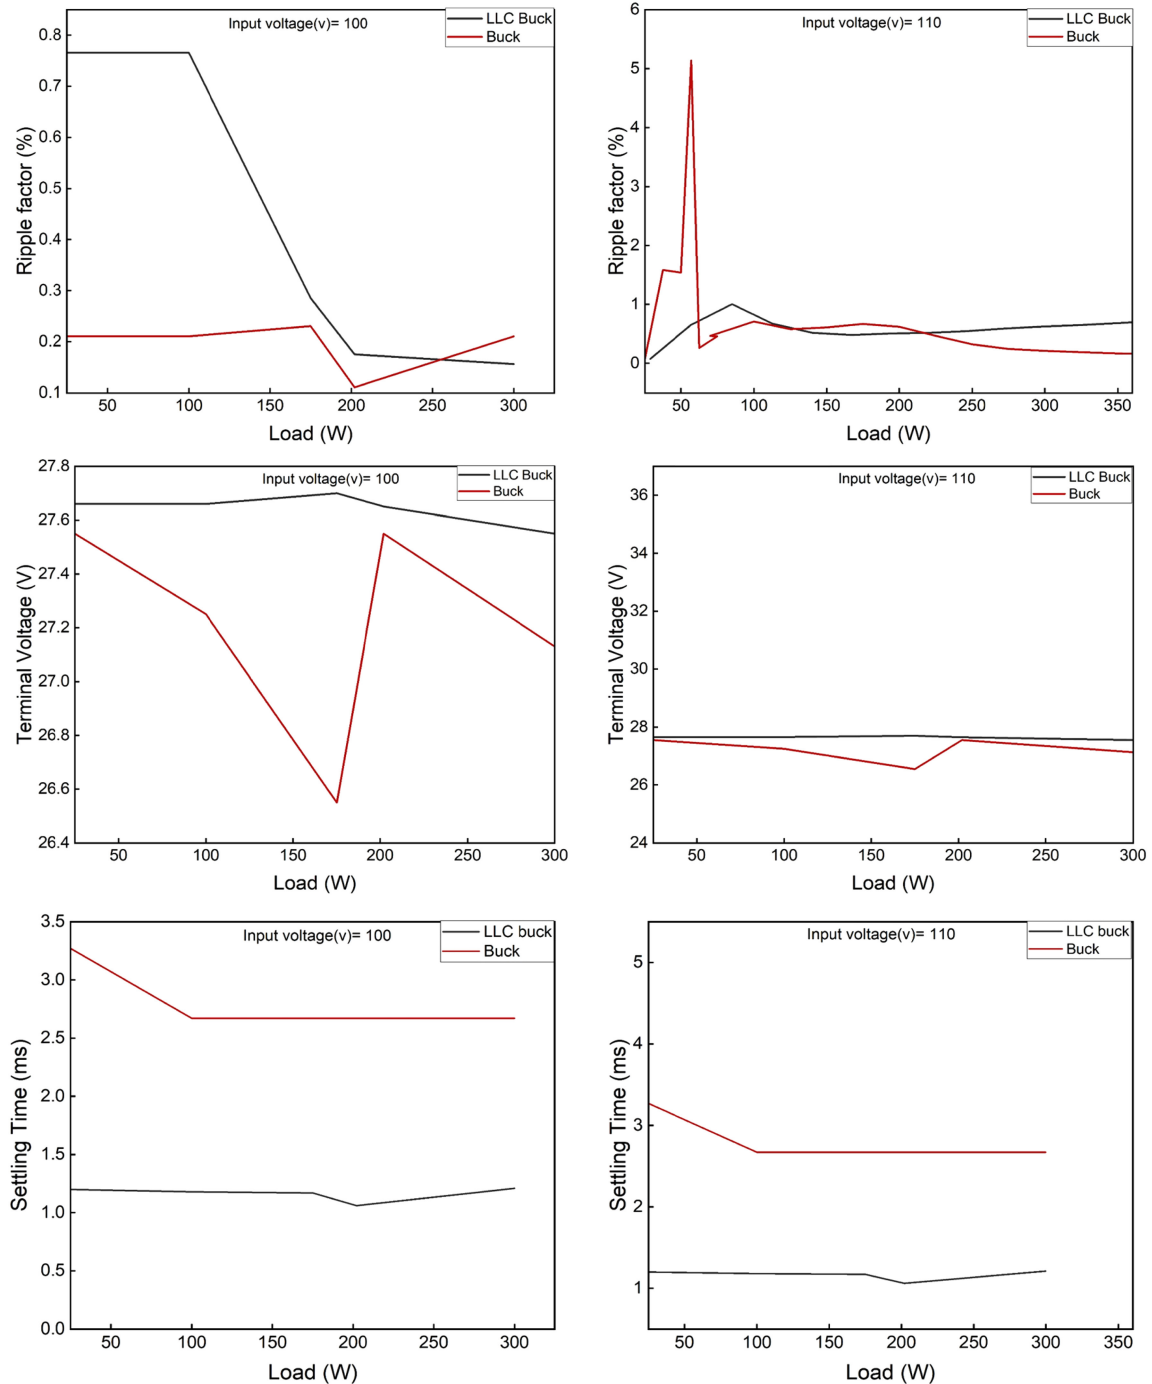 Input voltage(v)= 100
LLC Buck
Buck
0.8
0.7
0.6
0.5
0.4
0.3
0.2
0.1
Ripple factor (%)
50 100 150 200 250 300
Load (W)
Input voltage(v)= 110
LLC Buck
Buck
6
5
4
3
2
1
0
Ripple factor (%)
50 100 150 200 250 300 350
Load (W)
Input voltage(v)= 100
LLC Buck
Buck
27.8
27.6
27.4
27.2
27.0
26.8
26.6
26.4
Terminal Voltage (V)
50 100 150 200 250 300
Load (W)
Input voltage(v)= 110
LLC Buck
Buck
36
34
32
30
28
26
24
Terminal Voltage (V)
50 100 150 200 250 300
Load (W)
Input voltage(v)= 100
LLC buck
Buck
3.5
3.0
2.5
2.0
1.5
1.0
0.5
0.0
Settling Time (ms)
50 100 150 200 250 300
Load (W)
Input voltage(v)= 110
LLC buck
Buck
5
4
3
2
1
Settling Time (ms)
50 100 150 200 250 300 350
Load (W)